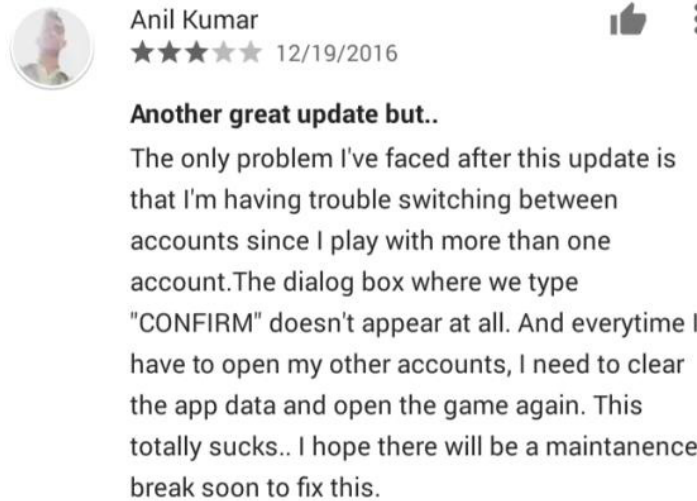 Anil Kumar
12/19/2016
Another great update but..
The only problem I've faced after this update is
that I'm having trouble switching between
accounts since I play with more than one
account.The dialog box where we type
"CONFIRM" doesn't appear at all. And everytime I
have to open my other accounts, I need to clear
the app data and open the game again. This
totally sucks.. I hope there will be a maintanence
break soon to fix this.